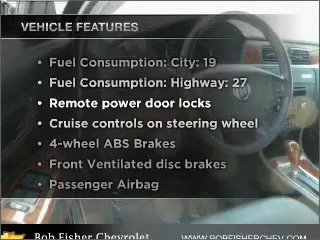 VEHICLE FEATURES
• Fuel Consumption: City: 19
• Fuel Consumption: Highway: 27
• Remote power door locks
• Cruise controls on steering wheel
• 4-wheel ABS Brakes
• Front Ventilated disc brakes
• Passenger Airbag
Bob Fisher Chevrolet
WWW.BOBFISHERCHEV.COM